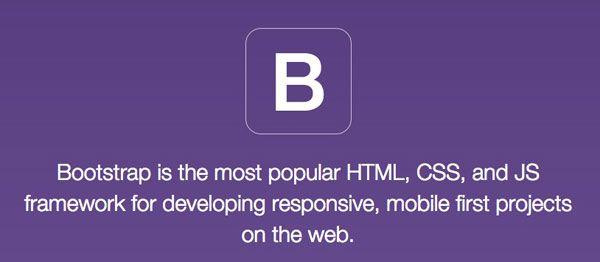 B
Bootstrap is the most popular HTML, CSS, and JS
framework for developing responsive, mobile first projects
on the web.